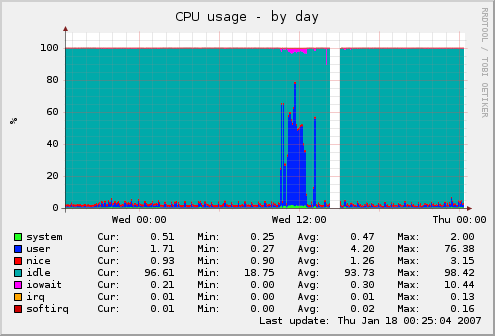 CPU usage - by day
RRDTOOL / TOBI OETIKER
100
80
60
40
20
0
%
Wed 00:00 Wed 12:00 Thu 00:00
system Cur: 0.51 Min: 0.25 Avg: 0.47 Max: 2.00
user Cur: 1.71 Min: 0.27 Avg: 4.20 Max: 76.38
nice Cur: 0.93 Min: 0.90 Avg: 1.26 Max: 3.15
idle Cur: 96.61 Min: 18.75 Avg: 93.73 Max: 98.42
iowait Cur: 0.21 Min: 0.00 Avg: 0.30 Max: 10.44
irq Cur: 0.01 Min: 0.00 Avg: 0.01 Max: 0.13
softirq Cur: 0.01 Min: 0.00 Avg: 0.02 Max: 0.16
Last update: Thu Jan 18 00:25:04 2007